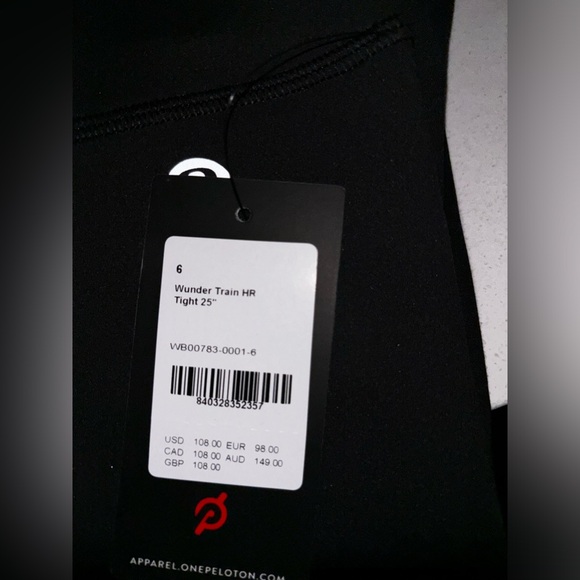 6
Wunder Train HR
Tight 25"
WB00783-0001-6
840328352357
USD 108.00 EUR 98.00
CAD 108.00 AUD 149.00
GBP 108.00
APPAREL.ONEPELOTON.COM